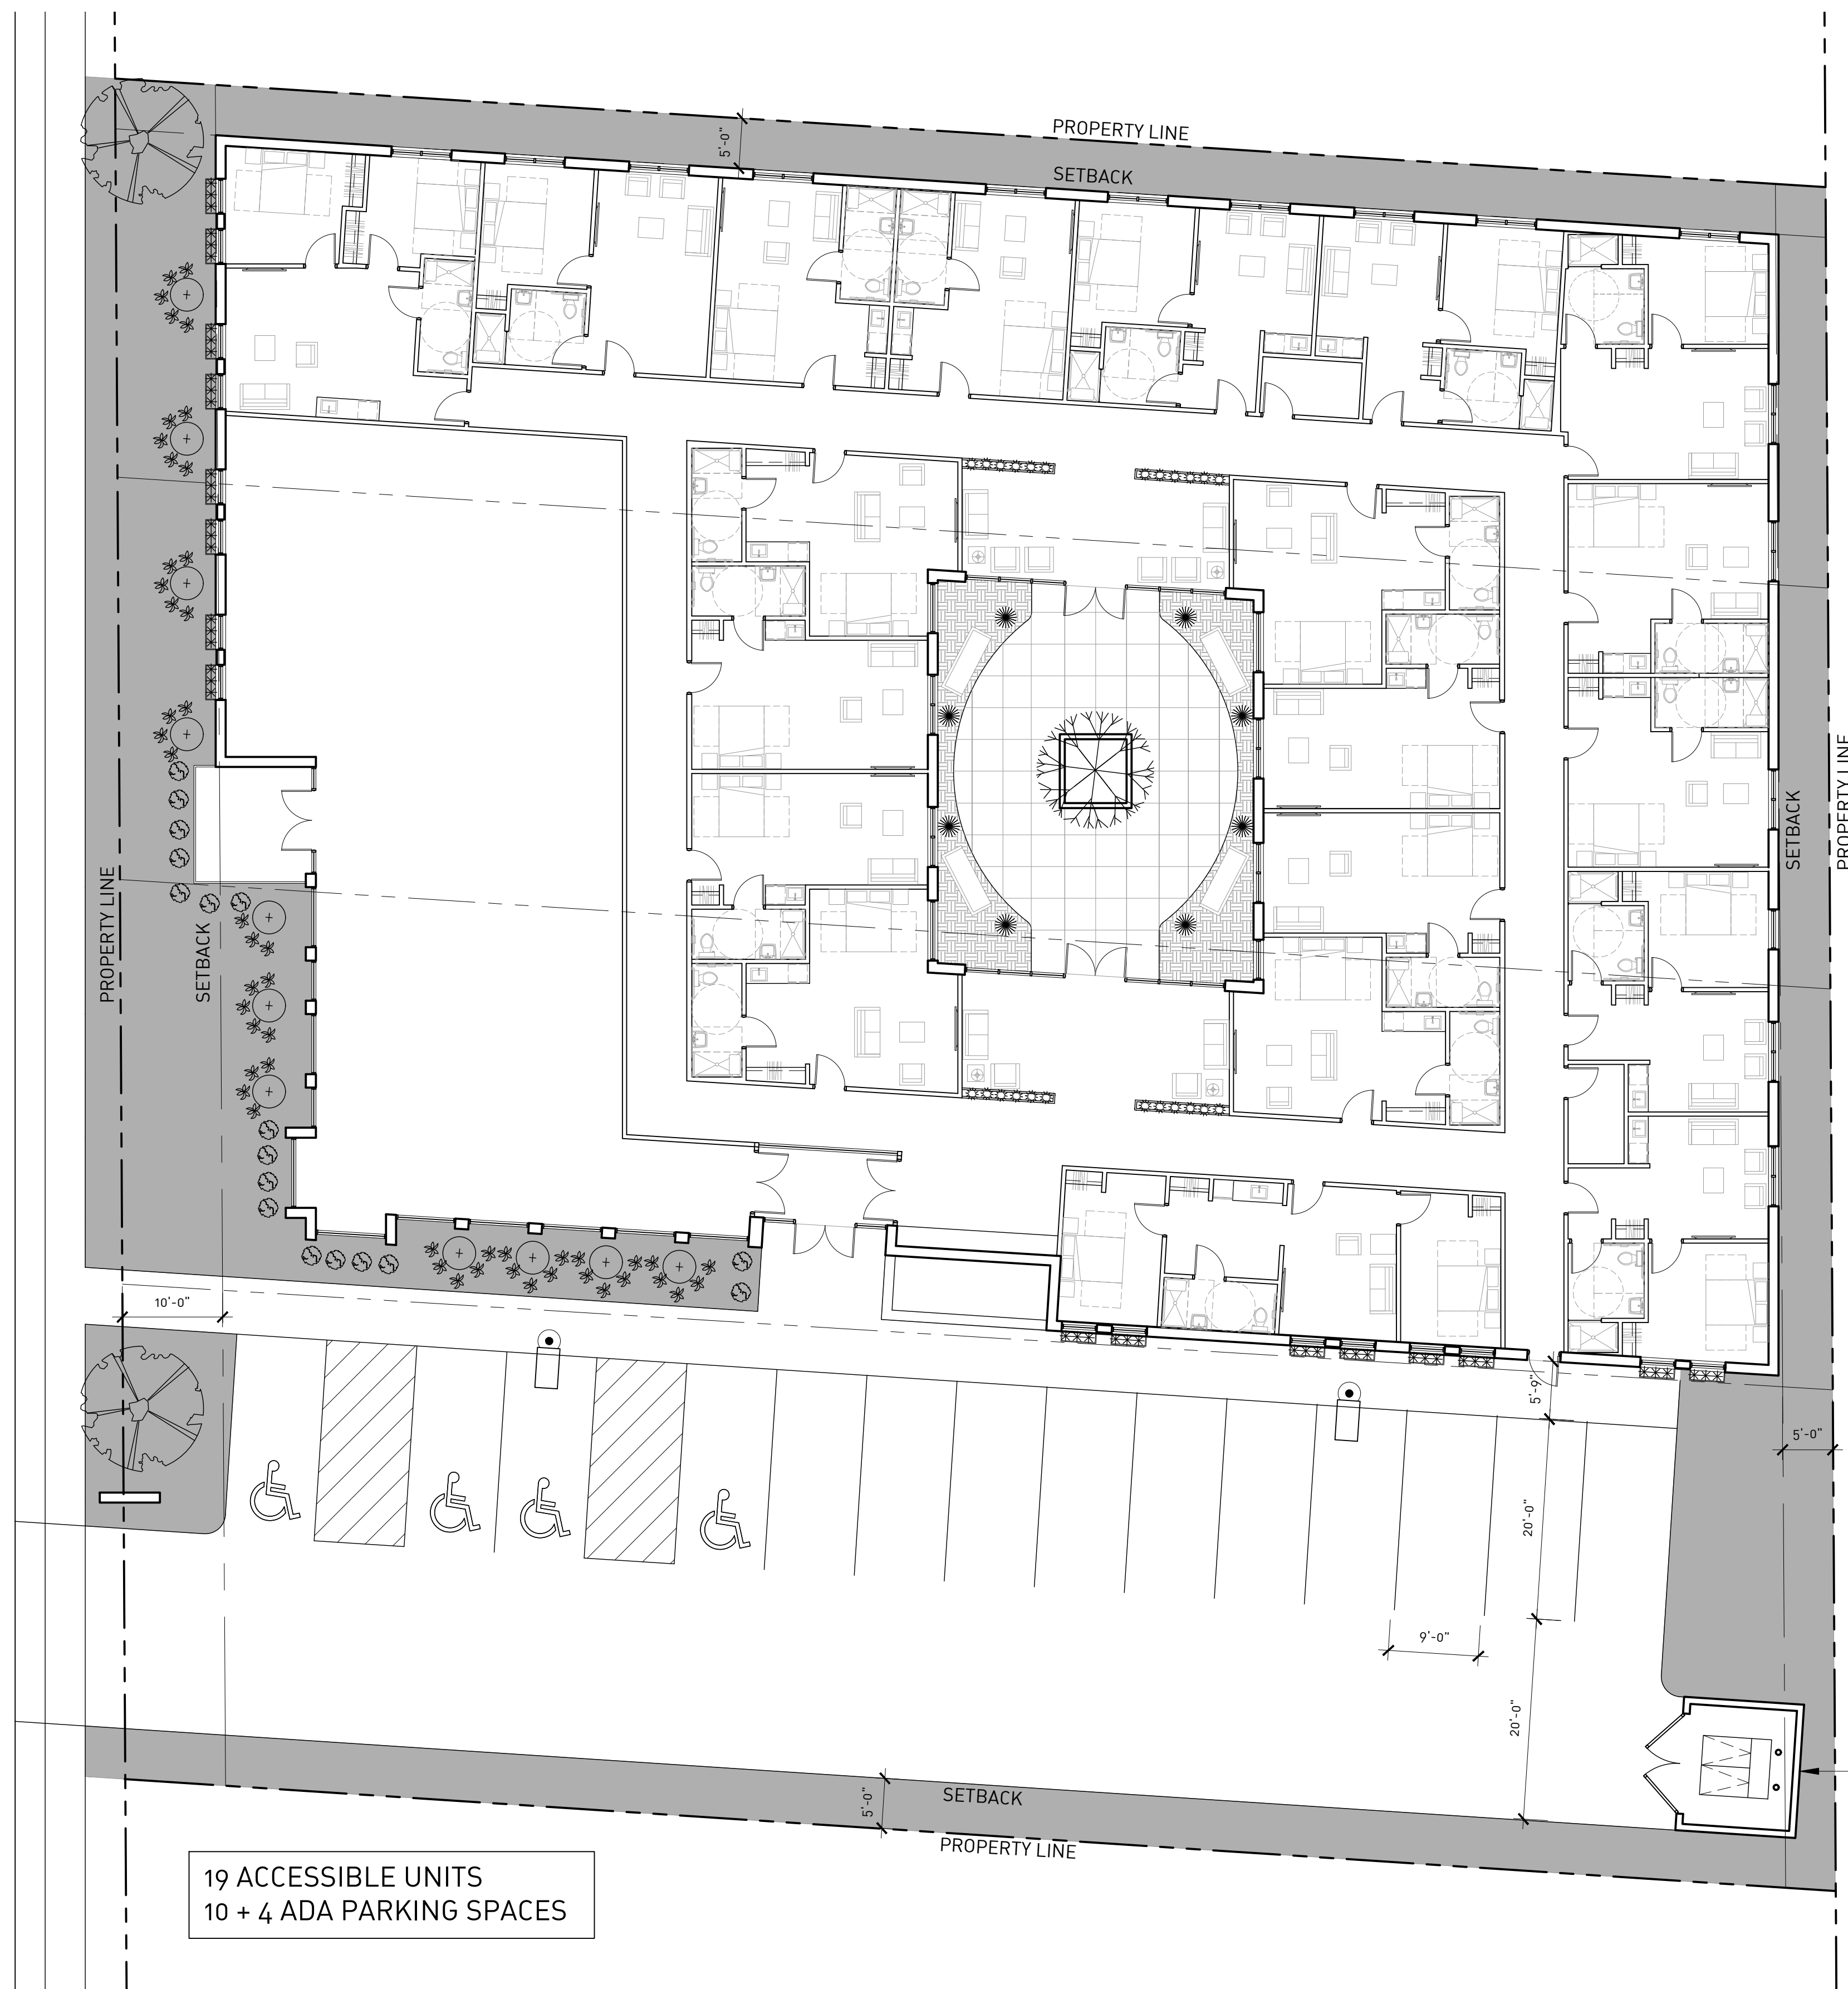 PROPERTY LINE
5'-0"
SETBACK
PROPERTY LINE
SETBACK
PROPERTY LINE
SETBACK
10'-0"
5'-9"
5'-0"
20'-0"
9'-0"
20'-0"
SETBACK
5'-0"
PROPERTY LINE
19 ACCESSIBLE UNITS
10 + 4 ADA PARKING SPACES